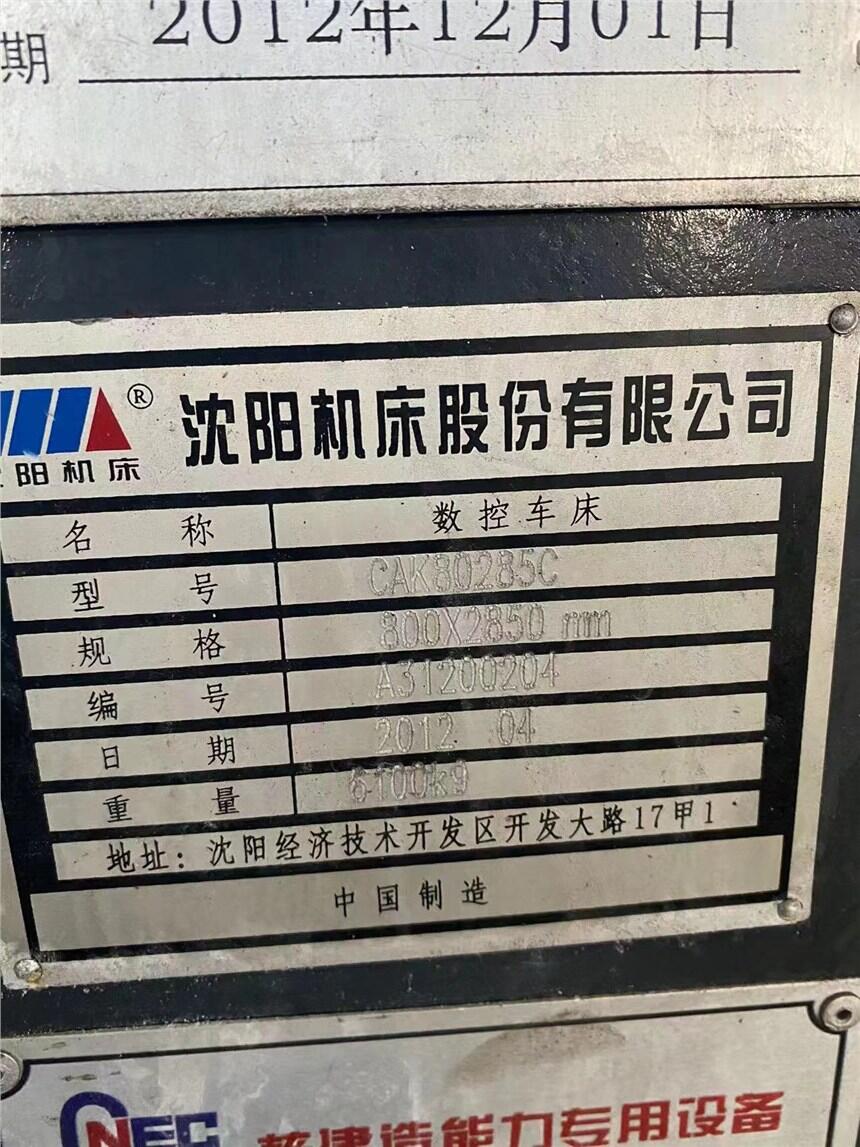 期 2012年12月01日
® 沈阳机床股份有限公司
阳机床
名称 数控车床
型号 CAK80285C
规格 800X2850 mm
编号 A31200204
日期 2012 04
重量 6100kg
地址：沈阳经济技术开发区开发大路17甲1
中国制造
NEC 核建造能力专用设备